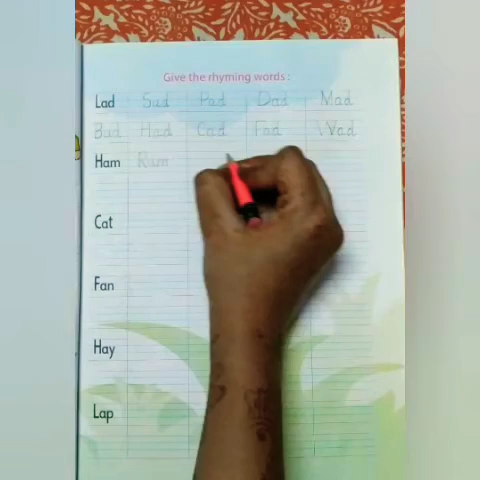 Give the rhyming words :
Lad Sad Pad Dad Mad
Bad Had Cad Fad Wad
Ham Ram
Cat
Fan
Hay
Lap